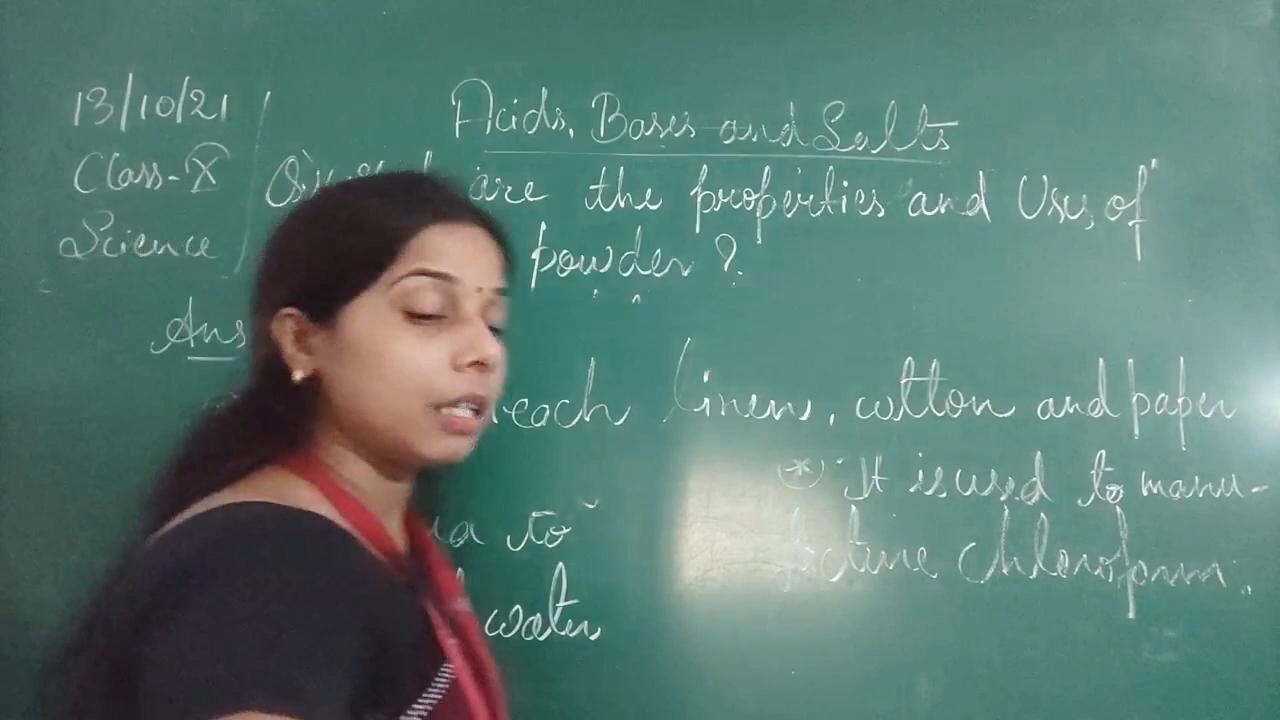 13/10/21
Class-X
Science
Acids, Bases and Salts
are the properties and Uses of
powder?
Ans
each linen, cotton and paper
It is used to manu-
facture chloroform.
to
water